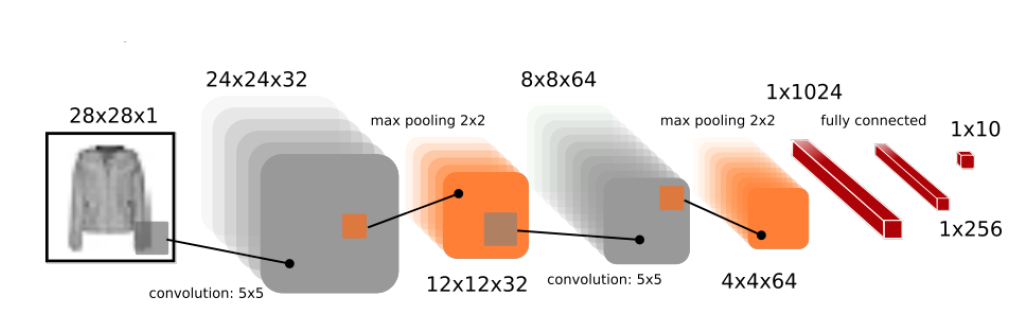 28x28x1
convolution: 5x5
24x24x32
max pooling 2x2
12x12x32
convolution: 5x5
8x8x64
max pooling 2x2
4x4x64
1x1024
fully connected
1x256
1x10